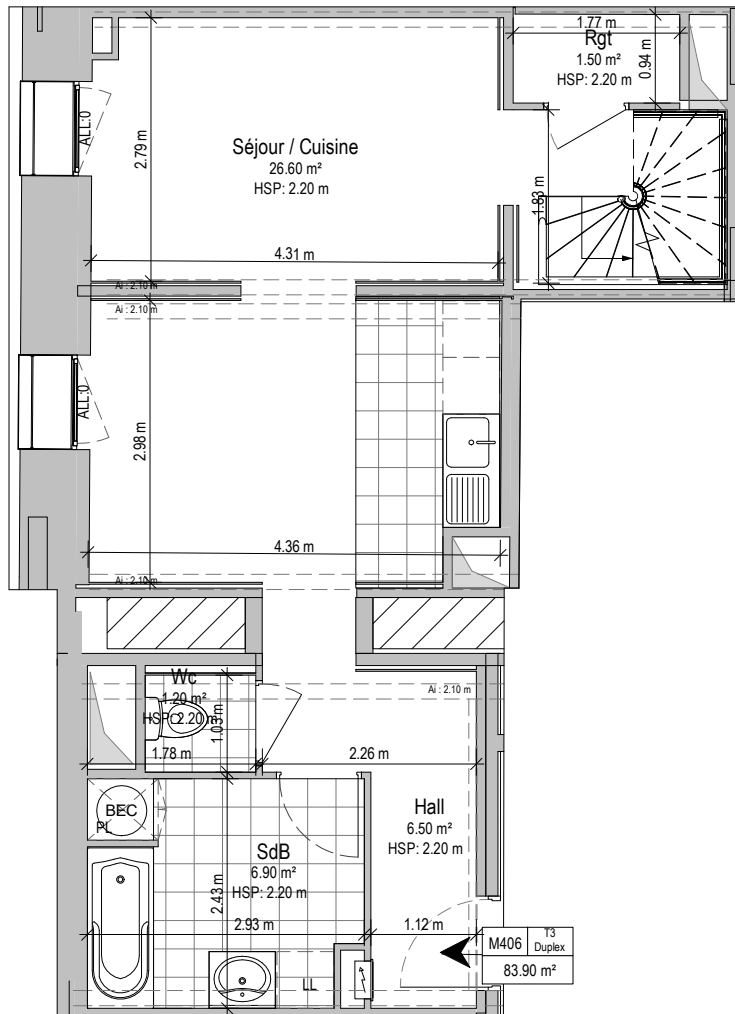 1.77 m
Rgt
1.50 m²
HSP: 2.20 m
0.94 m
ALL:0
2.79 m
Séjour / Cuisine
26.60 m²
HSP: 2.20 m
1.83 m
4.31 m
Ai : 2.10 m
Ai : 2.10 m
ALL:0
2.98 m
4.36 m
Ai : 2.10 m
Wc
1.20 m²
HSP: 2.20 m
1.03 m
Ai : 2.10 m
1.78 m
2.26 m
BEC
PL
Hall
6.50 m²
HSP: 2.20 m
SdB
6.90 m²
HSP: 2.20 m
2.43 m
2.93 m
1.12 m
LL
M406
T3
Duplex
83.90 m²